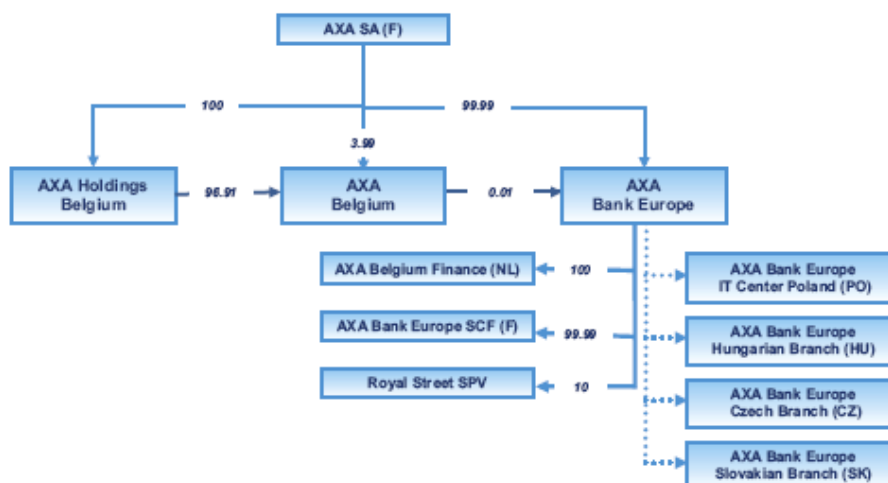 AXA SA (F)
100
99.99
3.99
AXA Holdings
Belgium
96.91
AXA
Belgium
0.01
AXA
Bank Europe
AXA Belgium Finance (NL)
100
AXA Bank Europe
IT Center Poland (PO)
AXA Bank Europe SCF (F)
99.99
AXA Bank Europe
Hungarian Branch (HU)
Royal Street SPV
10
AXA Bank Europe
Czech Branch (CZ)
AXA Bank Europe
Slovakian Branch (SK)